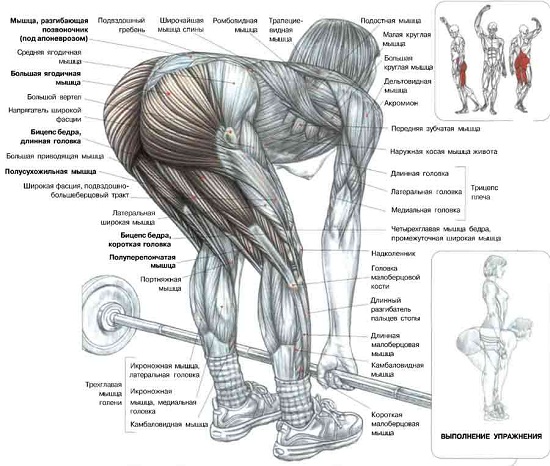 Мышца, разгибающая
позвоночник
(под апоневрозом)
Подвздошный
гребень
Широчайшая
мышца спины
Ромбовидная
мышца
Трапецие-
видная
мышца
Подостная мышца
Малая круглая
мышца
Большая
круглая мышца
Дельтовидная
мышца
Акромион
Передняя зубчатая мышца
Наружная косая мышца живота
Длинная головка
Латеральная головка
Медиальная головка
Трицепс
плеча
Четырехглавая мышца бедра,
промежуточная широкая мышца
Надколенник
Головка
малоберцовой
кости
Длинный
разгибатель
пальцев стопы
Длинная
малоберцовая
мышца
Камбаловидная
мышца
Короткая
малоберцовая
мышца
Средняя ягодичная
мышца
Большая ягодичная
мышца
Большой вертел
Напрягатель широкой
фасции
Бицепс бедра,
длинная головка
Большая приводящая мышца
Полусухожильная мышца
Широкая фасция, подвздошно-
большеберцовый тракт
Латеральная
широкая мышца
Бицепс бедра,
короткая головка
Полуперепончатая
мышца
Портняжная
мышца
Трехглавая
мышца
голени
Икроножная мышца,
латеральная головка
Икроножная
мышца, медиальная
головка
Камбаловидная мышца
ВЫПОЛНЕНИЕ УПРАЖНЕНИЯ